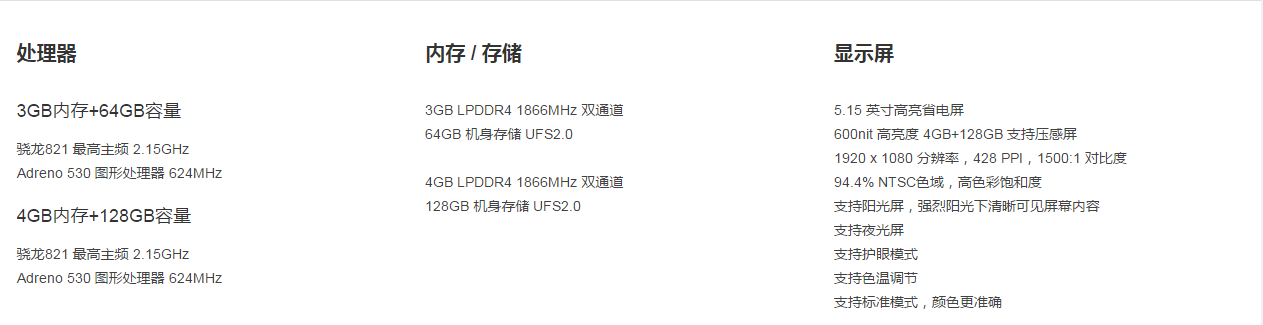 处理器
3GB内存+64GB容量
骁龙821 最高主频 2.15GHz
Adreno 530 图形处理器 624MHz
4GB内存+128GB容量
骁龙821 最高主频 2.15GHz
Adreno 530 图形处理器 624MHz
内存 / 存储
3GB LPDDR4 1866MHz 双通道
64GB 机身存储 UFS2.0
4GB LPDDR4 1866MHz 双通道
128GB 机身存储 UFS2.0
显示屏
5.15 英寸高亮省电屏
600nit 高亮度 4GB+128GB 支持压感屏
1920 x 1080 分辨率，428 PPI，1500:1 对比度
94.4% NTSC色域，高色彩饱和度
支持阳光屏，强烈阳光下清晰可见屏幕内容
支持夜光屏
支持护眼模式
支持色温调节
支持标准模式，颜色更准确